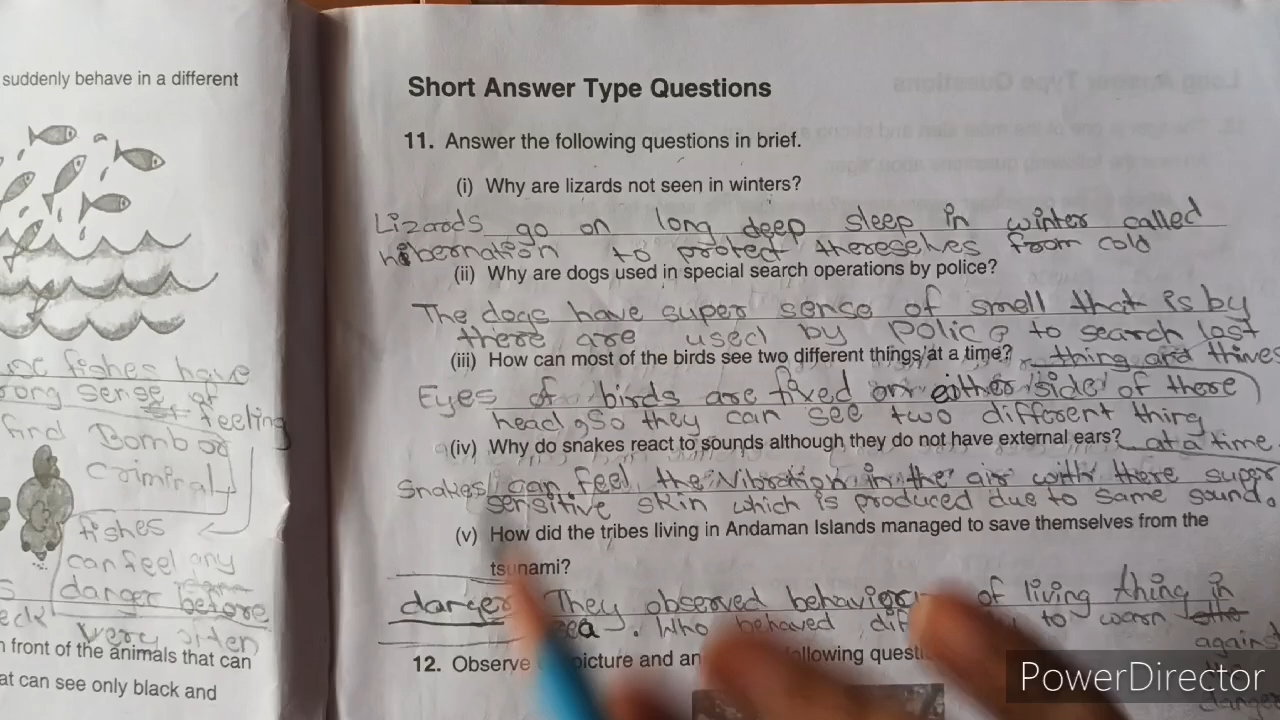 suddenly behave in a different
fishes have
sense of
feeling
find Bomb or
Criminal
fishes
can feel any
danger before
very often
n front of the animals that can
at can see only black and
Short Answer Type Questions
11. Answer the following questions in brief.
(i) Why are lizards not seen in winters?
Lizards go on long deep sleep in winter called
hibernation to protect thereselves from cold
(ii) Why are dogs used in special search operations by police?
The dogs have super sense of smell that is by
there are used by police to search lost
(iii) How can most of the birds see two different things at a time? thing and thives
Eyes of birds are fixed on either side of there
head, so they can see two different thing
(iv) Why do snakes react to sounds although they do not have external ears? at a time
Snakes can feel the Vibration in the air with there super
sensitive skin which is produced due to same sound.
(v) How did the tribes living in Andaman Islands managed to save themselves from the
tsunami?
danger They observed behaviour of living thing in
. Who behaved to warn
against
the
danger
12. Observe picture and following
PowerDirector